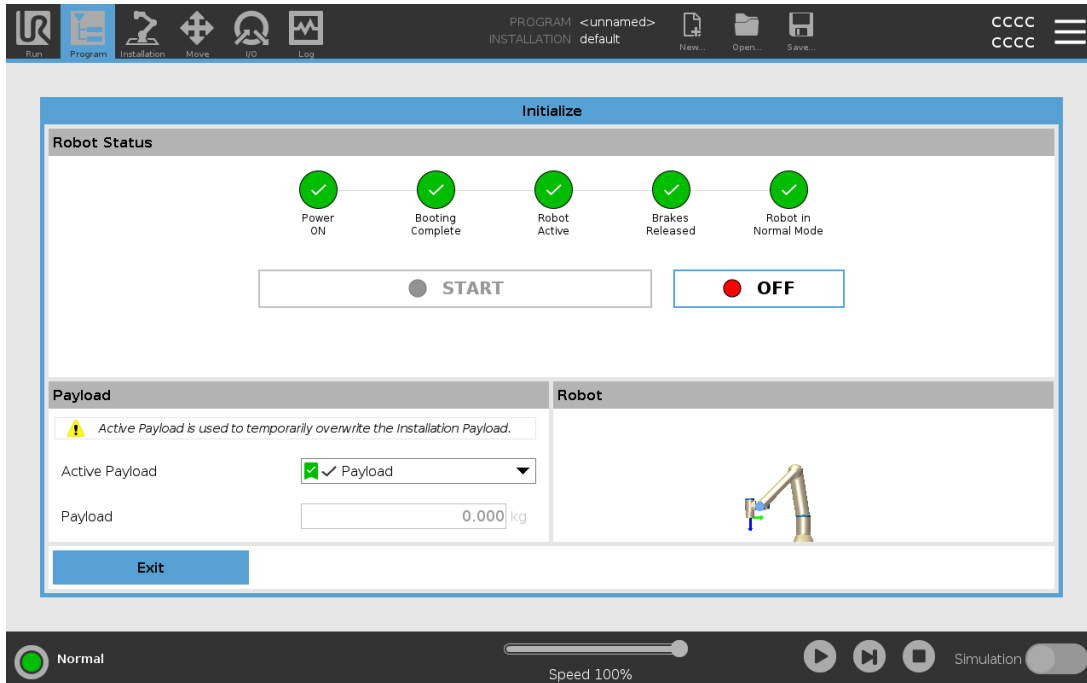 UR
PROGRAM <unnamed>
INSTALLATION default
CCCC
CCCC
Run
Program
Installation
Move
I/O
Log
New...
Open...
Save...
Initialize
Robot Status
Power
ON
Booting
Complete
Robot
Active
Brakes
Released
Robot in
Normal Mode
START
OFF
Payload
Robot
Active Payload is used to temporarily overwrite the Installation Payload.
Active Payload
Payload
Payload
0.000 kg
Exit
Normal
Speed 100%
Simulation